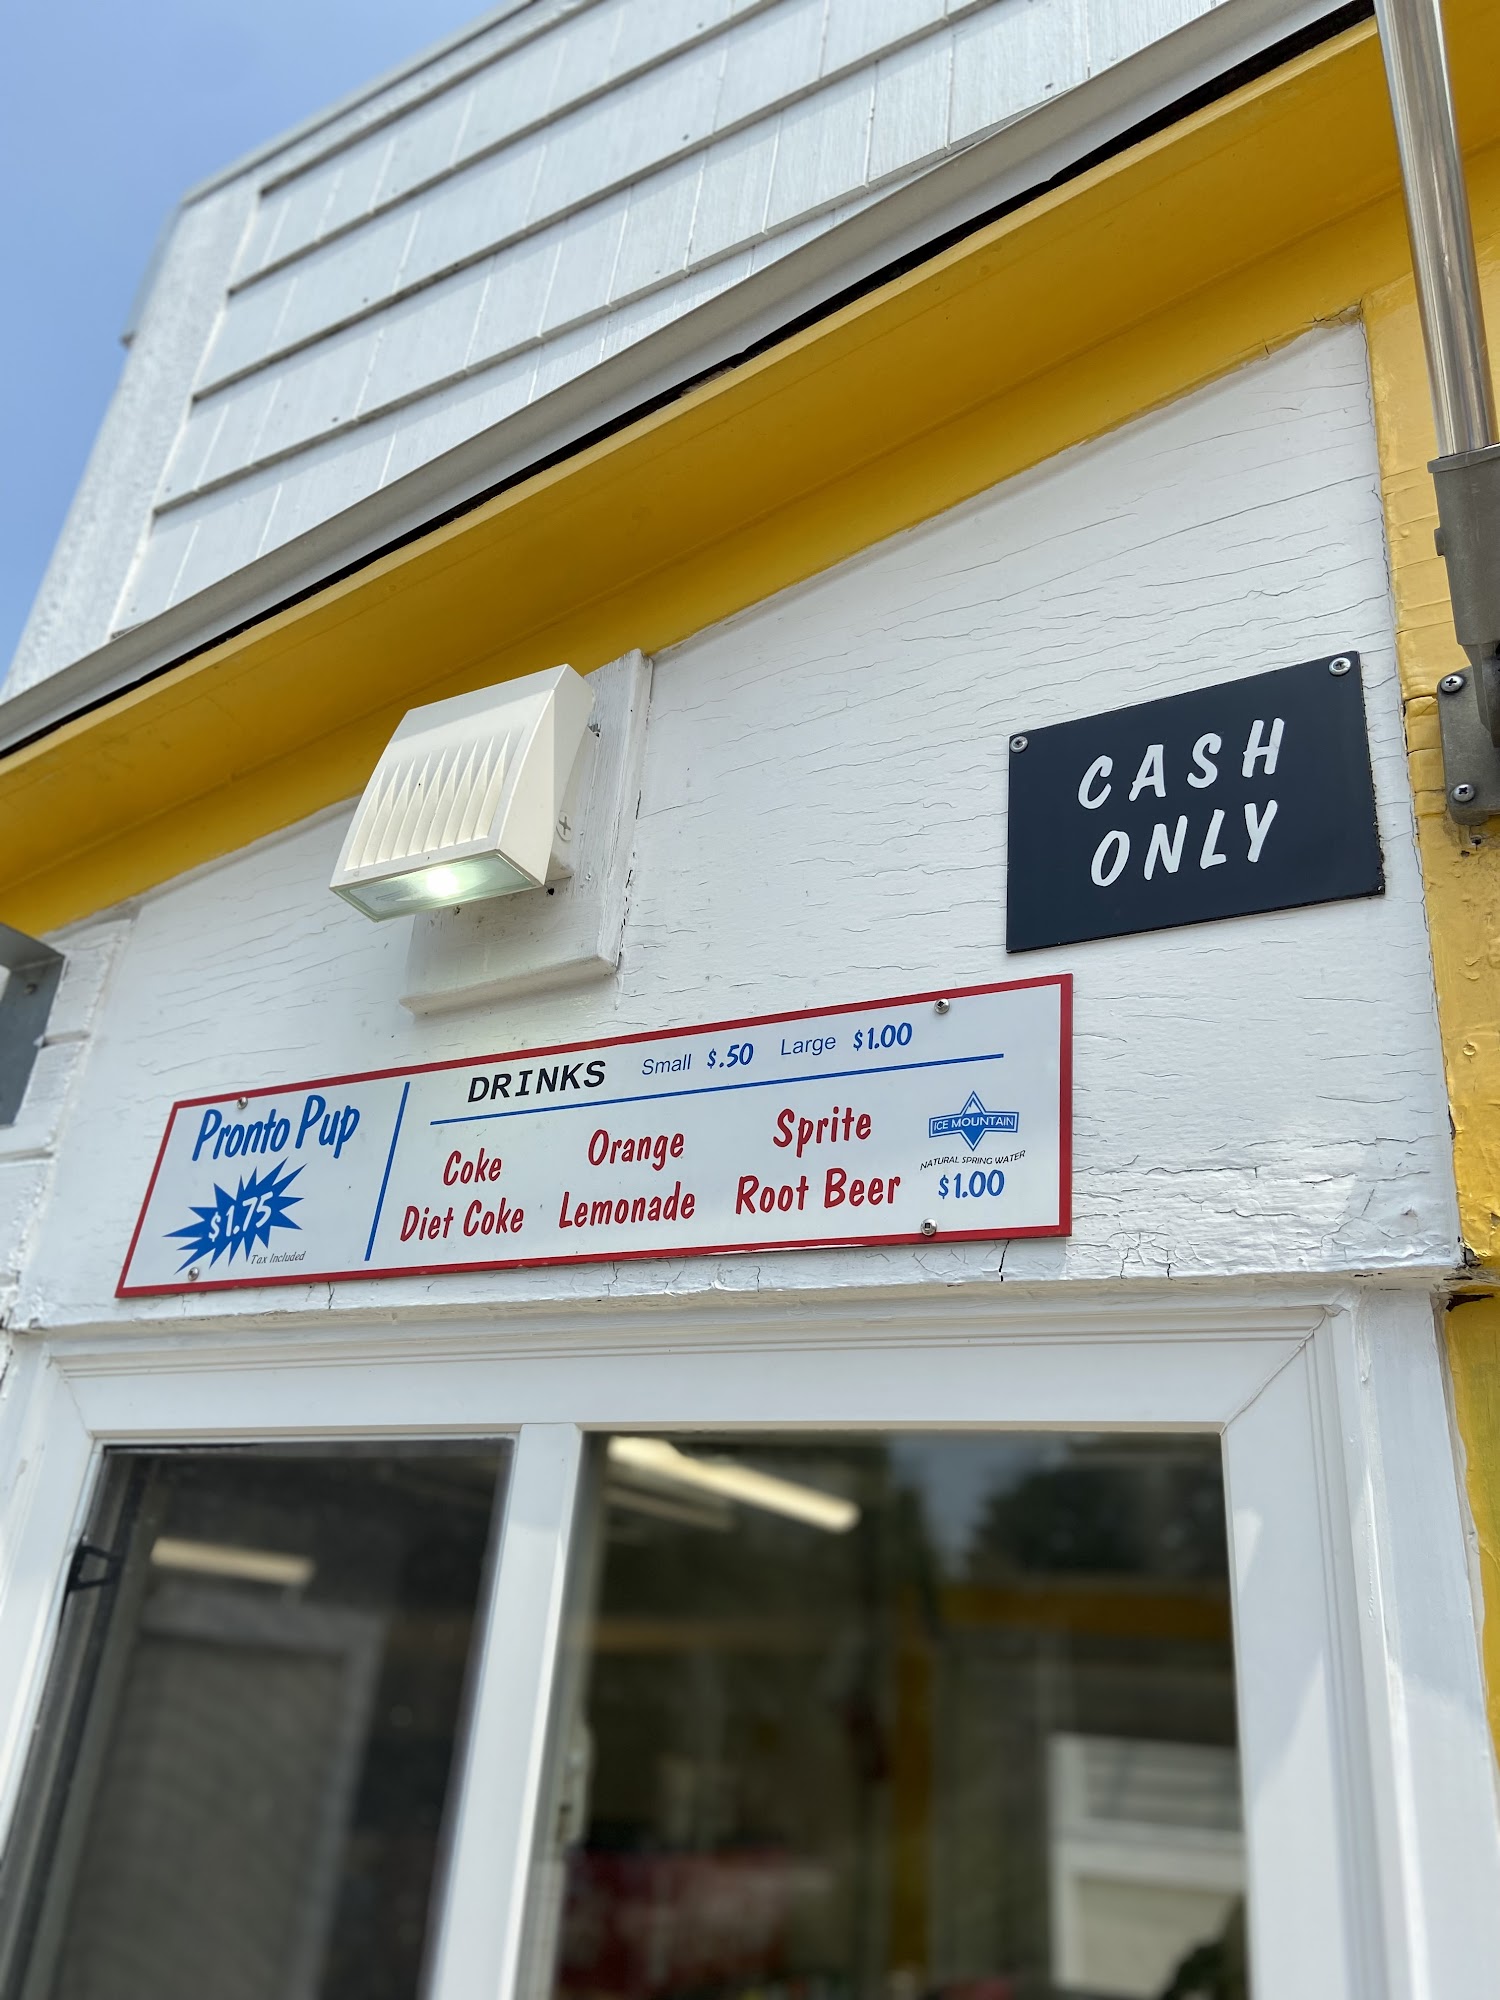 CASH
ONLY
Pronto Pup
$1.75
Tax Included
DRINKS Small $.50 Large $1.00
Coke Orange Sprite
Diet Coke Lemonade Root Beer
ICE MOUNTAIN
NATURAL SPRING WATER
$1.00